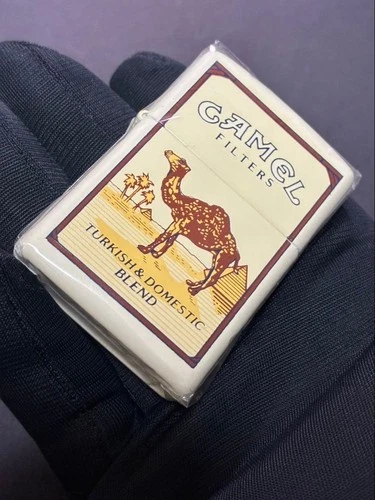 CAMEL
FILTERS
TURKISH & DOMESTIC
BLEND